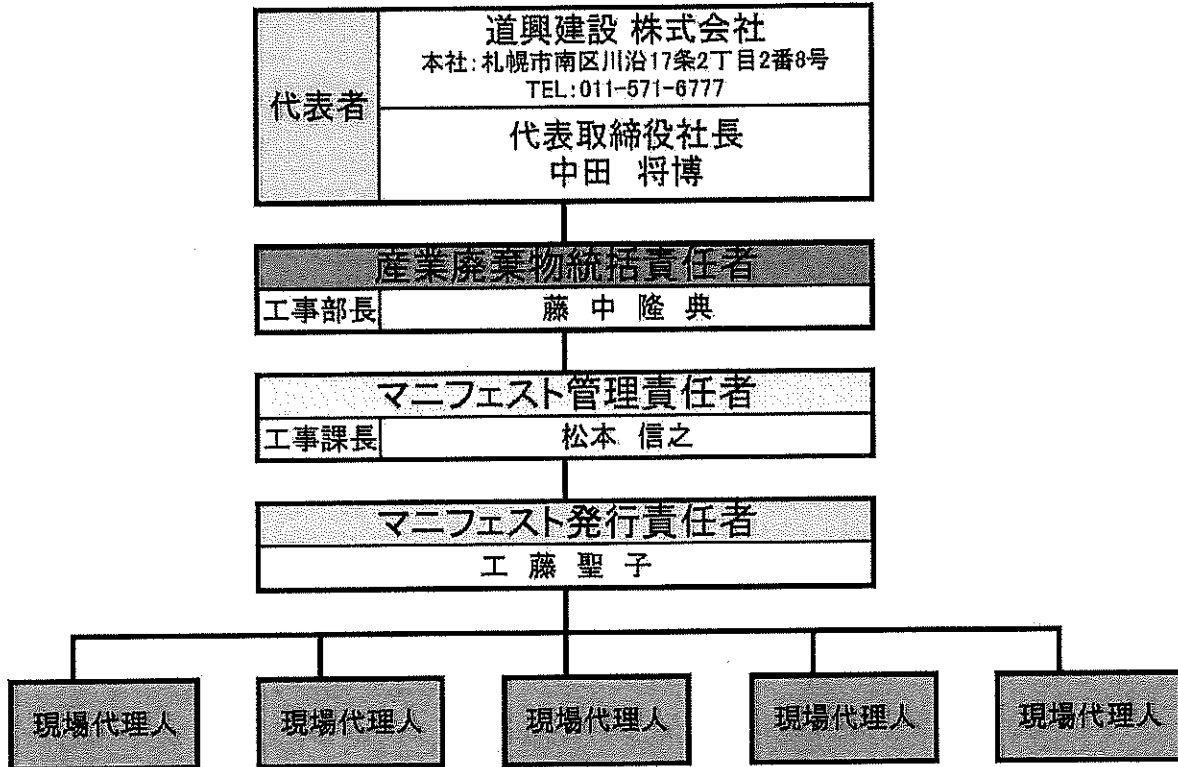 道興建設 株式会社
本社:札幌市南区川沿17条2丁目2番8号
TEL:011-571-6777
代表者
代表取締役社長
中田 将博
産業廃棄物統括責任者
工事部長 藤中隆典
マニフェスト管理責任者
工事課長 松本 信之
マニフェスト発行責任者
工藤聖子
現場代理人 現場代理人 現場代理人 現場代理人 現場代理人